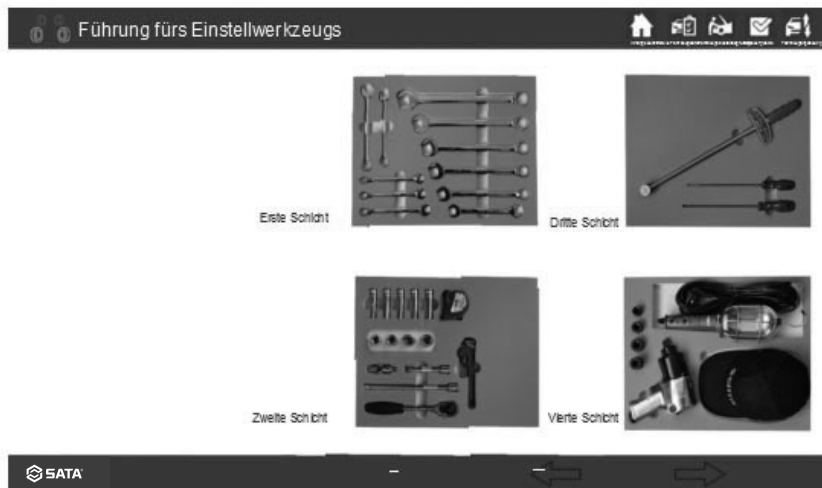 Führung fürs Einstellwerkzeugs
Erste Schicht
Dritte Schicht
Zweite Schicht
Vierte Schicht
SATA